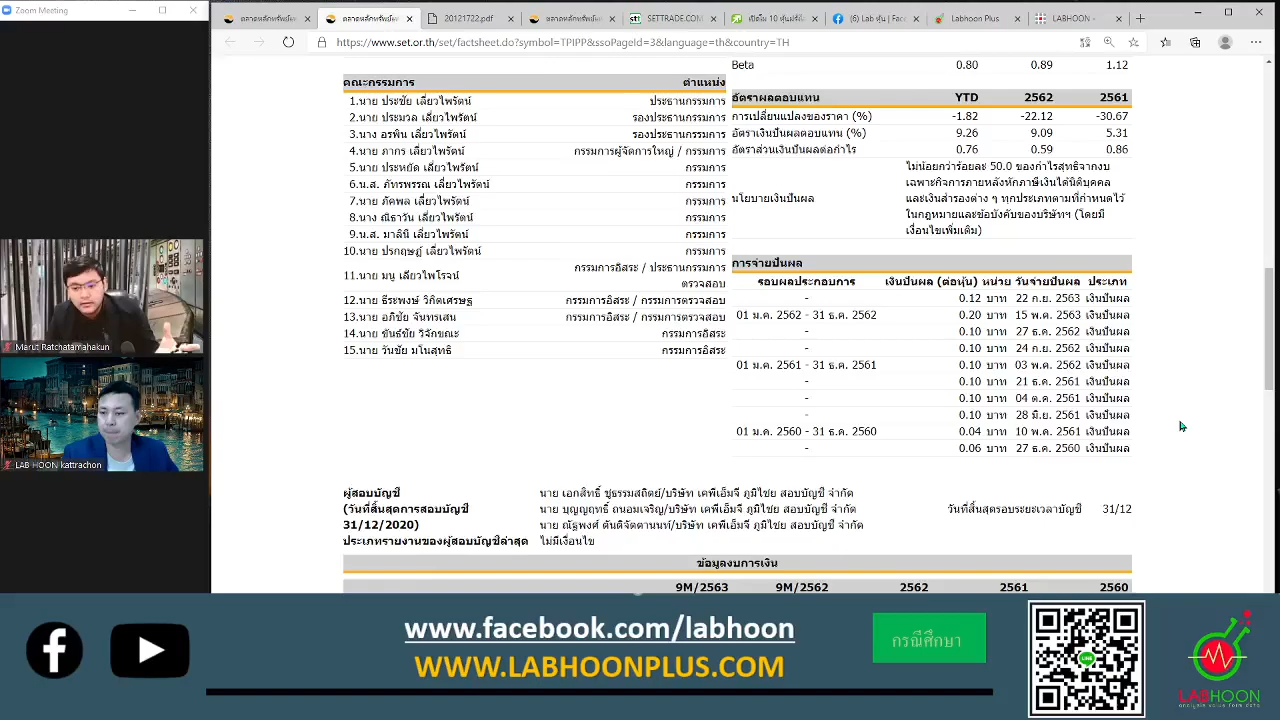 Zoom Meeting
ตลาดหลักทรัพย์แ
ตลาดหลักทรัพย์แ
20121722.pdf
ตลาดหลักทรัพย์แ
SETTRADE.COM
(6) Lab หุ้น | Face
Labhoon Plus
LABHOON -
https://www.set.or.th/set/factsheet.do?symbol=TPIPP&ssoPageId=3&language=th&country=TH
Beta 0.80 0.89 1.12
คณะกรรมการ ตำแหน่ง
1.นาย ประชัย เลี่ยวไพรัตน์ ประธานกรรมการ
2.นาย ประมวล เลี่ยวไพรัตน์ รองประธานกรรมการ
3.นาง อรพิน เลี่ยวไพรัตน์ รองประธานกรรมการ
4.นาย ภากร เลี่ยวไพรัตน์ กรรมการผู้จัดการใหญ่ / กรรมการ
5.นาย ประหยัด เลี่ยวไพรัตน์ กรรมการ
6.น.ส. ภัทรพรรณ เลี่ยวไพรัตน์ กรรมการ
7.นาย ภัคพล เลี่ยวไพรัตน์ กรรมการ
8.นาง ณิธาวัน เลี่ยวไพรัตน์ กรรมการ
9.น.ส. มาลินี เลี่ยวไพรัตน์ กรรมการ
10.นาย ปรกฤษฎ์ เลี่ยวไพรัตน์ กรรมการ
11.นาย มนู เลียวไพโรจน์ กรรมการอิสระ / ประธานกรรมการ
ตรวจสอบ
12.นาย ธีระพงษ์ วิกิตเศรษฐ กรรมการอิสระ / กรรมการตรวจสอบ
13.นาย อภิชัย จันทรเสน กรรมการอิสระ / กรรมการตรวจสอบ
14.นาย ขันธ์ชัย วิจักขณะ กรรมการอิสระ
15.นาย วันชัย มโนสุทธิ กรรมการอิสระ
อัตราผลตอบแทน YTD 2562 2561
การเปลี่ยนแปลงของราคา (%) -1.82 -22.12 -30.67
อัตราเงินปันผลตอบแทน (%) 9.26 9.09 5.31
อัตราส่วนเงินปันผลต่อกำไร 0.76 0.59 0.86
นโยบายเงินปันผล
ไม่น้อยกว่าร้อยละ 50.0 ของกำไรสุทธิจากงบ
เฉพาะกิจการภายหลังหักภาษีเงินได้นิติบุคคล
และเงินสำรองต่าง ๆ ทุกประเภทตามที่กำหนดไว้
ในกฎหมายและข้อบังคับของบริษัทฯ (โดยมี
เงื่อนไขเพิ่มเติม)
การจ่ายปันผล
รอบผลประกอบการ เงินปันผล (ต่อหุ้น) หน่วย วันจ่ายปันผล ประเภท
- 0.12 บาท 22 ก.ย. 2563 เงินปันผล
01 ม.ค. 2562 - 31 ธ.ค. 2562 0.20 บาท 15 พ.ค. 2563 เงินปันผล
- 0.10 บาท 27 ธ.ค. 2562 เงินปันผล
- 0.10 บาท 24 ก.ย. 2562 เงินปันผล
01 ม.ค. 2561 - 31 ธ.ค. 2561 0.10 บาท 03 พ.ค. 2562 เงินปันผล
- 0.10 บาท 21 ธ.ค. 2561 เงินปันผล
- 0.10 บาท 04 ต.ค. 2561 เงินปันผล
- 0.10 บาท 28 มิ.ย. 2561 เงินปันผล
01 ม.ค. 2560 - 31 ธ.ค. 2560 0.04 บาท 10 พ.ค. 2561 เงินปันผล
- 0.06 บาท 27 ธ.ค. 2560 เงินปันผล
ผู้สอบบัญชี นาย เอกสิทธิ์ ชูธรรมสถิตย์/บริษัท เคพีเอ็มจี ภูมิไชย สอบบัญชี จำกัด
(วันที่สิ้นสุดการสอบบัญชี นาย บุญญฤทธิ์ ถนอมเจริญ/บริษัท เคพีเอ็มจี ภูมิไชย สอบบัญชี จำกัด วันที่สิ้นสุดรอบระยะเวลาบัญชี 31/12
31/12/2020) นาย ณัฐพงศ์ ตันติจัตตานนท์/บริษัท เคพีเอ็มจี ภูมิไชย สอบบัญชี จำกัด
ประเภทรายงานของผู้สอบบัญชีล่าสุด ไม่มีเงื่อนไข
ข้อมูลงบการเงิน
9M/2563 9M/2562 2562 2561 2560
Marut Ratchatamahakun
LAB HOON kattrachon
www.facebook.com/labhoon
WWW.LABHOONPLUS.COM
กรณีศึกษา
LINE
LABHOON
analysis value form data